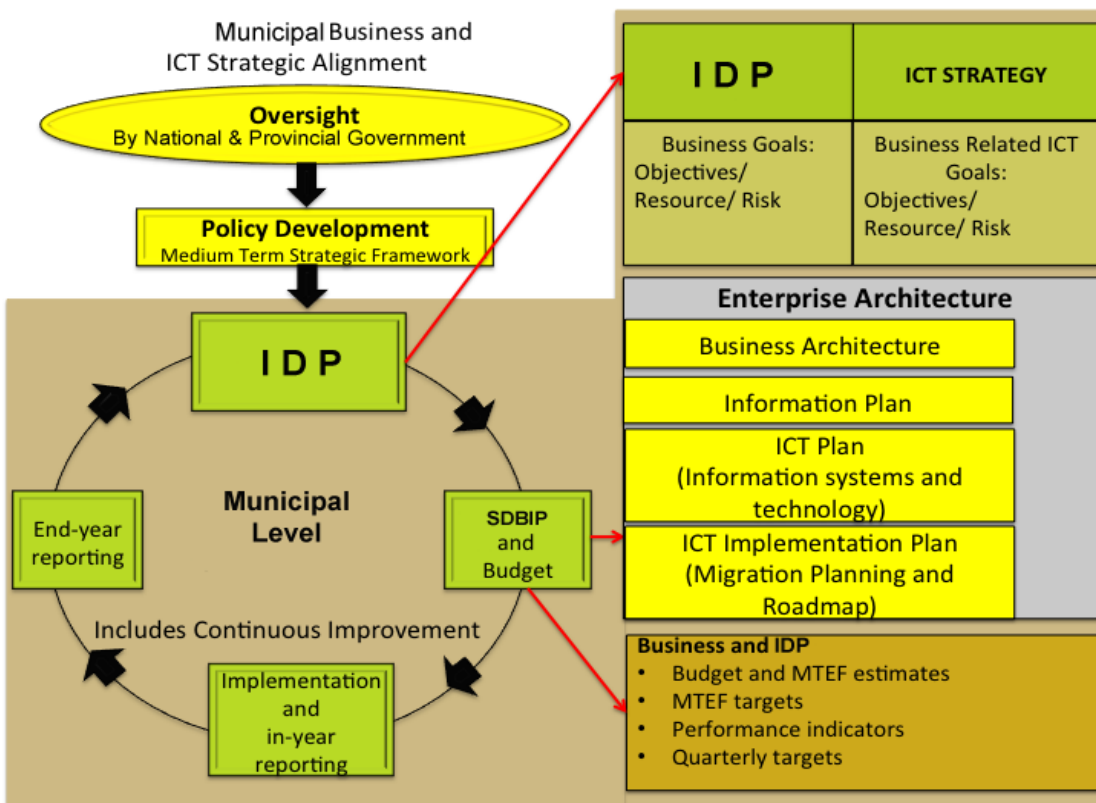 Municipal Business and
ICT Strategic Alignment
Oversight
By National & Provincial Government
Policy Development
Medium Term Strategic Framework
I D P
Municipal
Level
SDBIP
and
Budget
End-year
reporting
Includes Continuous Improvement
Implementation
and
in-year
reporting
I D P
ICT STRATEGY
Business Goals:
Objectives/
Resource/ Risk
Business Related ICT
Goals:
Objectives/
Resource/ Risk
Enterprise Architecture
Business Architecture
Information Plan
ICT Plan
(Information systems and
technology)
ICT Implementation Plan
(Migration Planning and
Roadmap)
Business and IDP
• Budget and MTEF estimates
• MTEF targets
• Performance indicators
• Quarterly targets